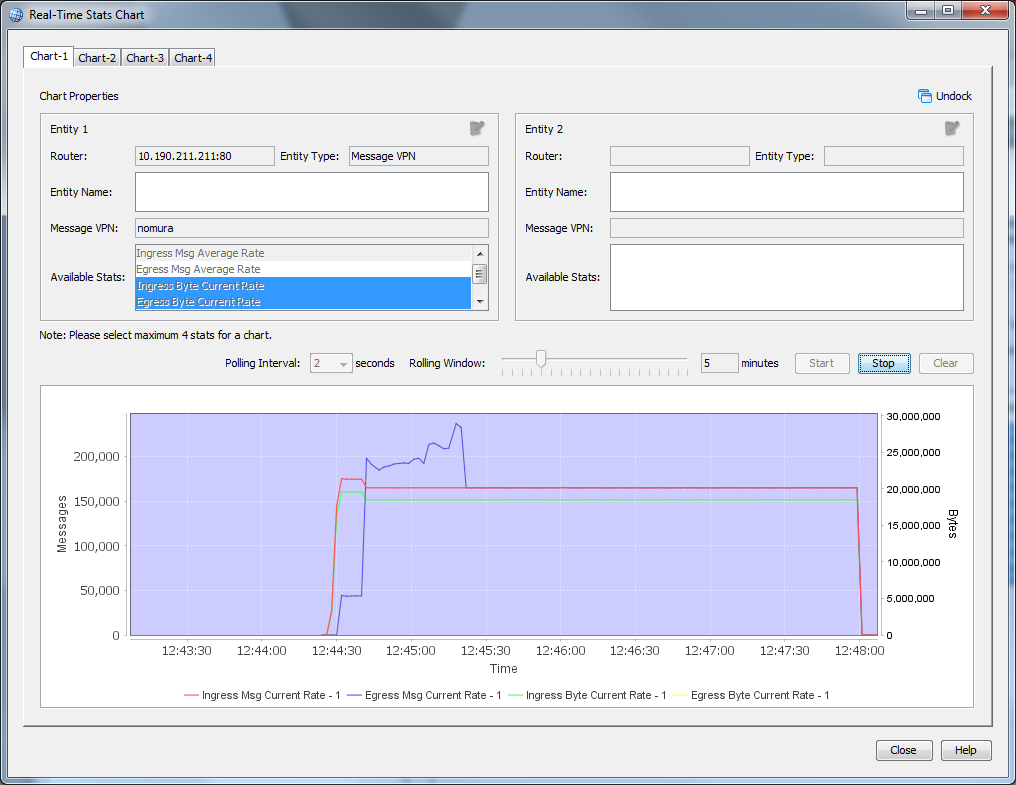 Real-Time Stats Chart
Chart-1 Chart-2 Chart-3 Chart-4
Chart Properties Undock
Entity 1 Entity 2
Router: 10.190.211.211:80 Entity Type: Message VPN Router: Entity Type:
Entity Name: Entity Name:
Message VPN: nomura Message VPN:
Ingress Msg Average Rate
Egress Msg Average Rate
Available Stats: Available Stats:
Ingress Byte Current Rate
Egress Byte Current Rate
Note: Please select maximum 4 stats for a chart.
Polling Interval: 2 seconds Rolling Window: 5 minutes Start Stop Clear
30,000,000
200,000 25,000,000
150,000 20,000,000
Messages Bytes
15,000,000
100,000 10,000,000
50,000 5,000,000
0 0
12:43:30 12:44:00 12:44:30 12:45:00 12:45:30 12:46:00 12:46:30 12:47:00 12:47:30 12:48:00
Time
Ingress Msg Current Rate - 1 Egress Msg Current Rate - 1 Ingress Byte Current Rate - 1 Egress Byte Current Rate - 1
Close Help